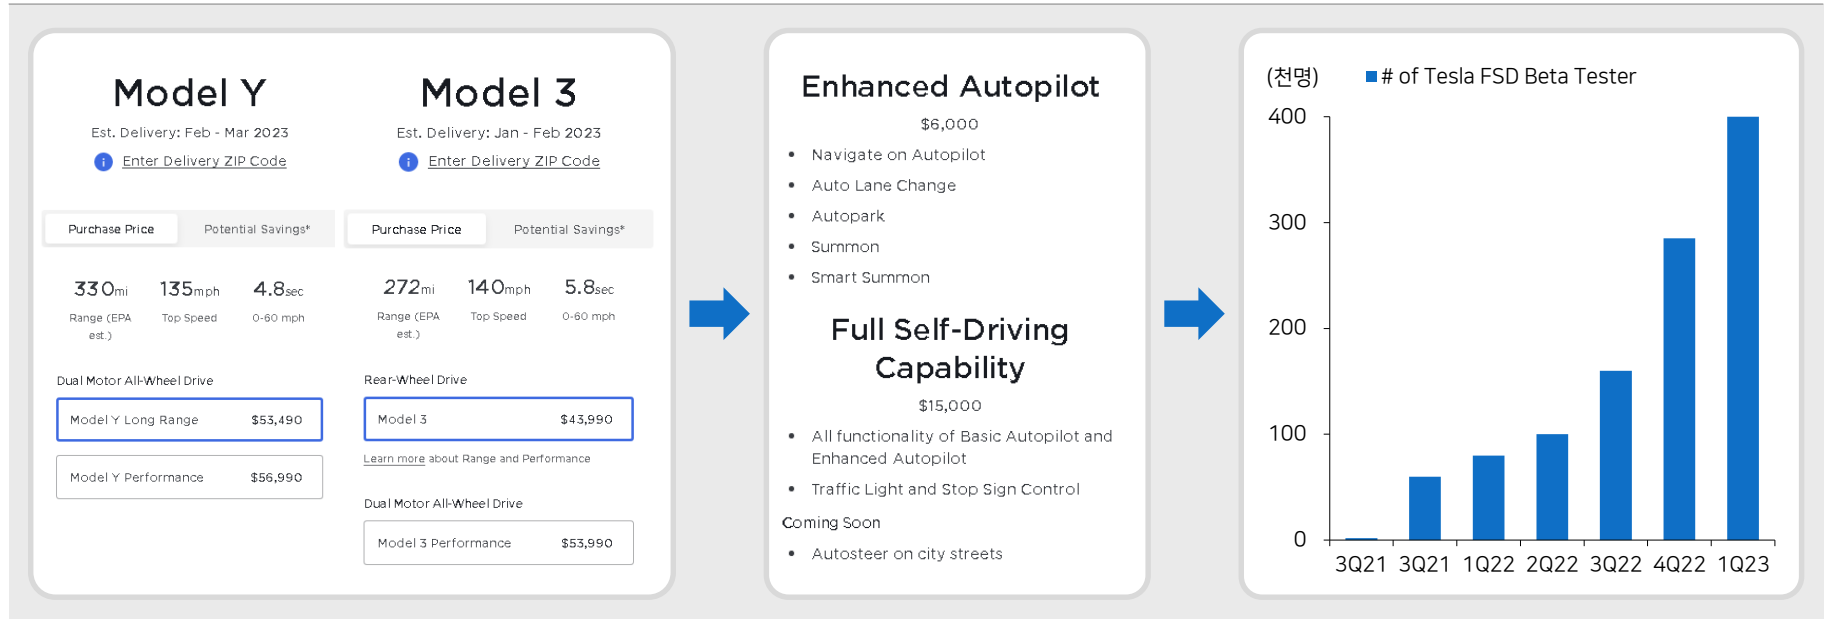 Model Y
Est. Delivery: Feb - Mar 2023
i Enter Delivery ZIP Code
Purchase Price Potential Savings*
330mi 135mph 4.8sec
Range (EPA est.) Top Speed 0-60 mph
Dual Motor All-Wheel Drive
Model Y Long Range $53,490
Model Y Performance $56,990
Model 3
Est. Delivery: Jan - Feb 2023
i Enter Delivery ZIP Code
Purchase Price Potential Savings*
272mi 140mph 5.8sec
Range (EPA est.) Top Speed 0-60 mph
Rear-Wheel Drive
Model 3 $43,990
Learn more about Range and Performance
Dual Motor All-Wheel Drive
Model 3 Performance $53,990
Enhanced Autopilot
$6,000
• Navigate on Autopilot
• Auto Lane Change
• Autopark
• Summon
• Smart Summon
Full Self-Driving
Capability
$15,000
• All functionality of Basic Autopilot and
Enhanced Autopilot
• Traffic Light and Stop Sign Control
Coming Soon
• Autosteer on city streets
(천명) # of Tesla FSD Beta Tester
400
300
200
100
0
3Q21 3Q21 1Q22 2Q22 3Q22 4Q22 1Q23